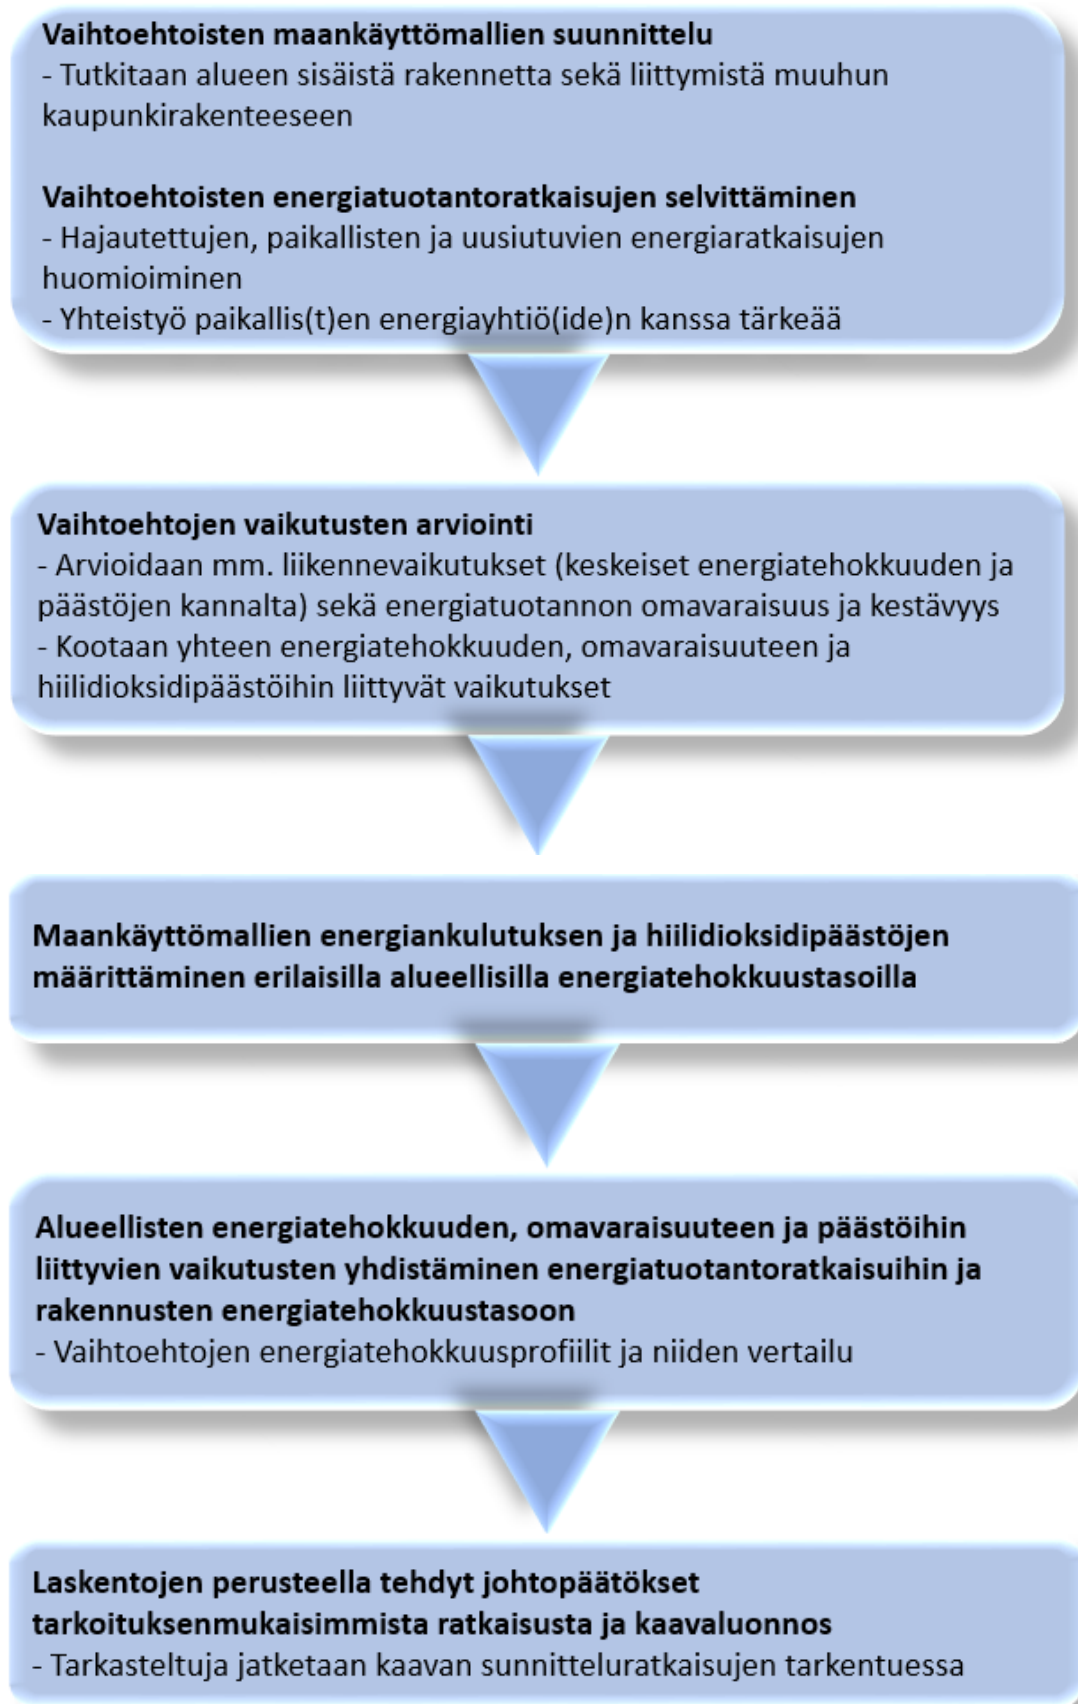 Vaihtoehtoisten maankäyttömallien suunnittelu
- Tutkitaan alueen sisäistä rakennetta sekä liittymistä muuhun
kaupunkirakenteeseen
Vaihtoehtoisten energiatuotantoratkaisujen selvittäminen
- Hajautettujen, paikallisten ja uusiutuvien energiaratkaisujen
huomioiminen
- Yhteistyö paikallis(t)en energiayhtiö(ide)n kanssa tärkeää
Vaihtoehtojen vaikutusten arviointi
- Arvioidaan mm. liikennevaikutukset (keskeiset energiatehokkuuden ja
päästöjen kannalta) sekä energiatuotannon omavaraisuus ja kestävyys
- Kootaan yhteen energiatehokkuuden, omavaraisuuteen ja
hiilidioksidipäästöihin liittyvät vaikutukset
Maankäyttömallien energiankulutuksen ja hiilidioksidipäästöjen
määrittäminen erilaisilla alueellisilla energiatehokkuustasoilla
Alueellisten energiatehokkuuden, omavaraisuuteen ja päästöihin
liittyvien vaikutusten yhdistäminen energiatuotantoratkaisuihin ja
rakennusten energiatehokkuustasoon
- Vaihtoehtojen energiatehokkuusprofiilit ja niiden vertailu
Laskentojen perusteella tehdyt johtopäätökset
tarkoituksenmukaisimmista ratkaisusta ja kaavaluonnos
- Tarkasteltuja jatketaan kaavan sunnitteluratkaisujen tarkentuessa